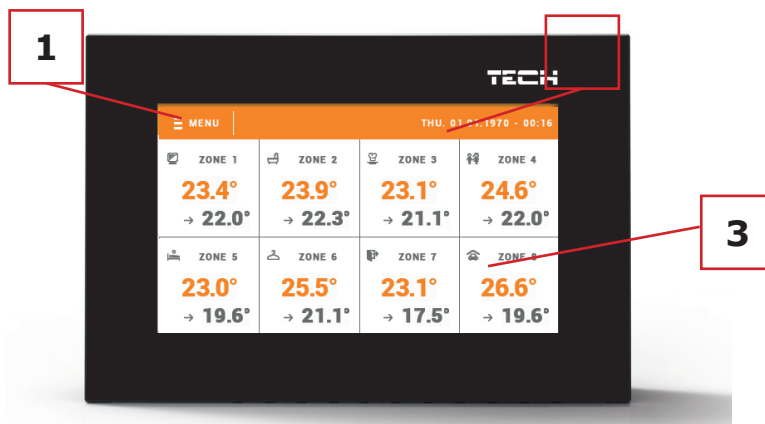 1
TECH
MENU
THU. 01.01.1970 - 00:16
ZONE 1 ZONE 2 ZONE 3 ZONE 4
23.4° 23.9° 23.1° 24.6°
→ 22.0° → 22.3° → 21.1° → 22.0°
3
ZONE 5 ZONE 6 ZONE 7 ZONE 8
23.0° 25.5° 23.1° 26.6°
→ 19.6° → 21.1° → 17.5° → 19.6°